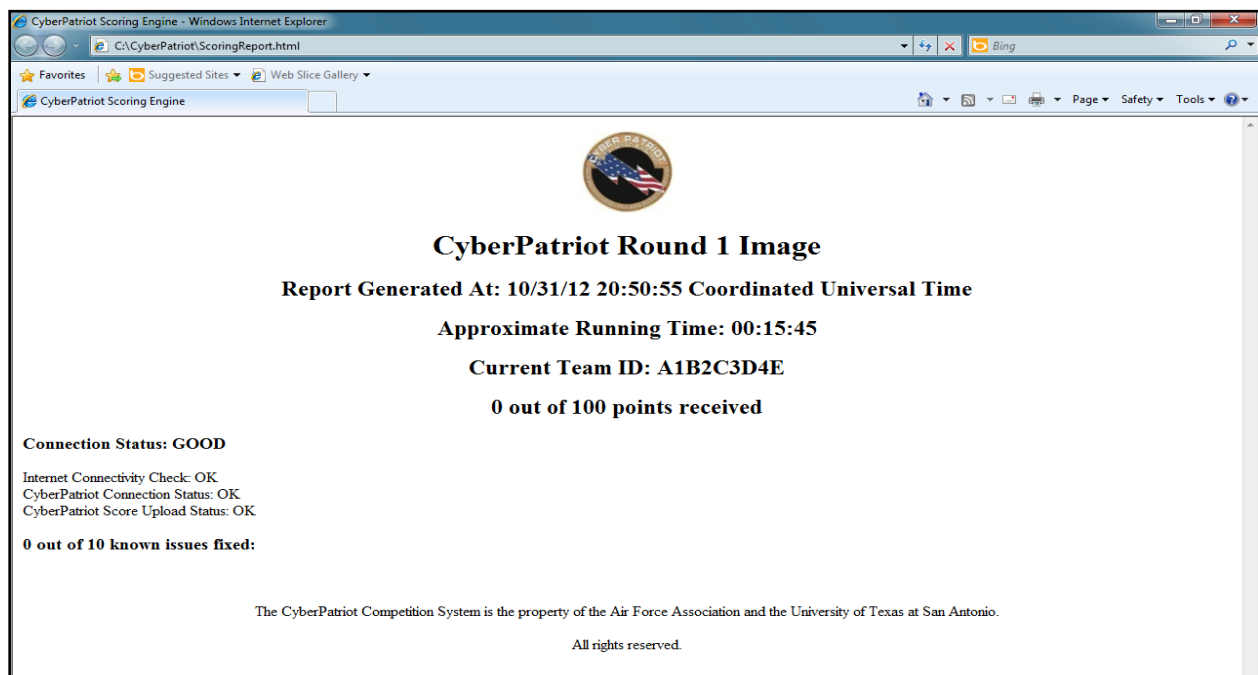 CyberPatriot Scoring Engine - Windows Internet Explorer
C:\CyberPatriot\ScoringReport.html
Bing
Favorites Suggested Sites Web Slice Gallery
CyberPatriot Scoring Engine
Page Safety Tools
CYBER PATRIOT
CyberPatriot Round 1 Image
Report Generated At: 10/31/12 20:50:55 Coordinated Universal Time
Approximate Running Time: 00:15:45
Current Team ID: A1B2C3D4E
0 out of 100 points received
Connection Status: GOOD
Internet Connectivity Check: OK
CyberPatriot Connection Status: OK
CyberPatriot Score Upload Status: OK
0 out of 10 known issues fixed:
The CyberPatriot Competition System is the property of the Air Force Association and the University of Texas at San Antonio.
All rights reserved.